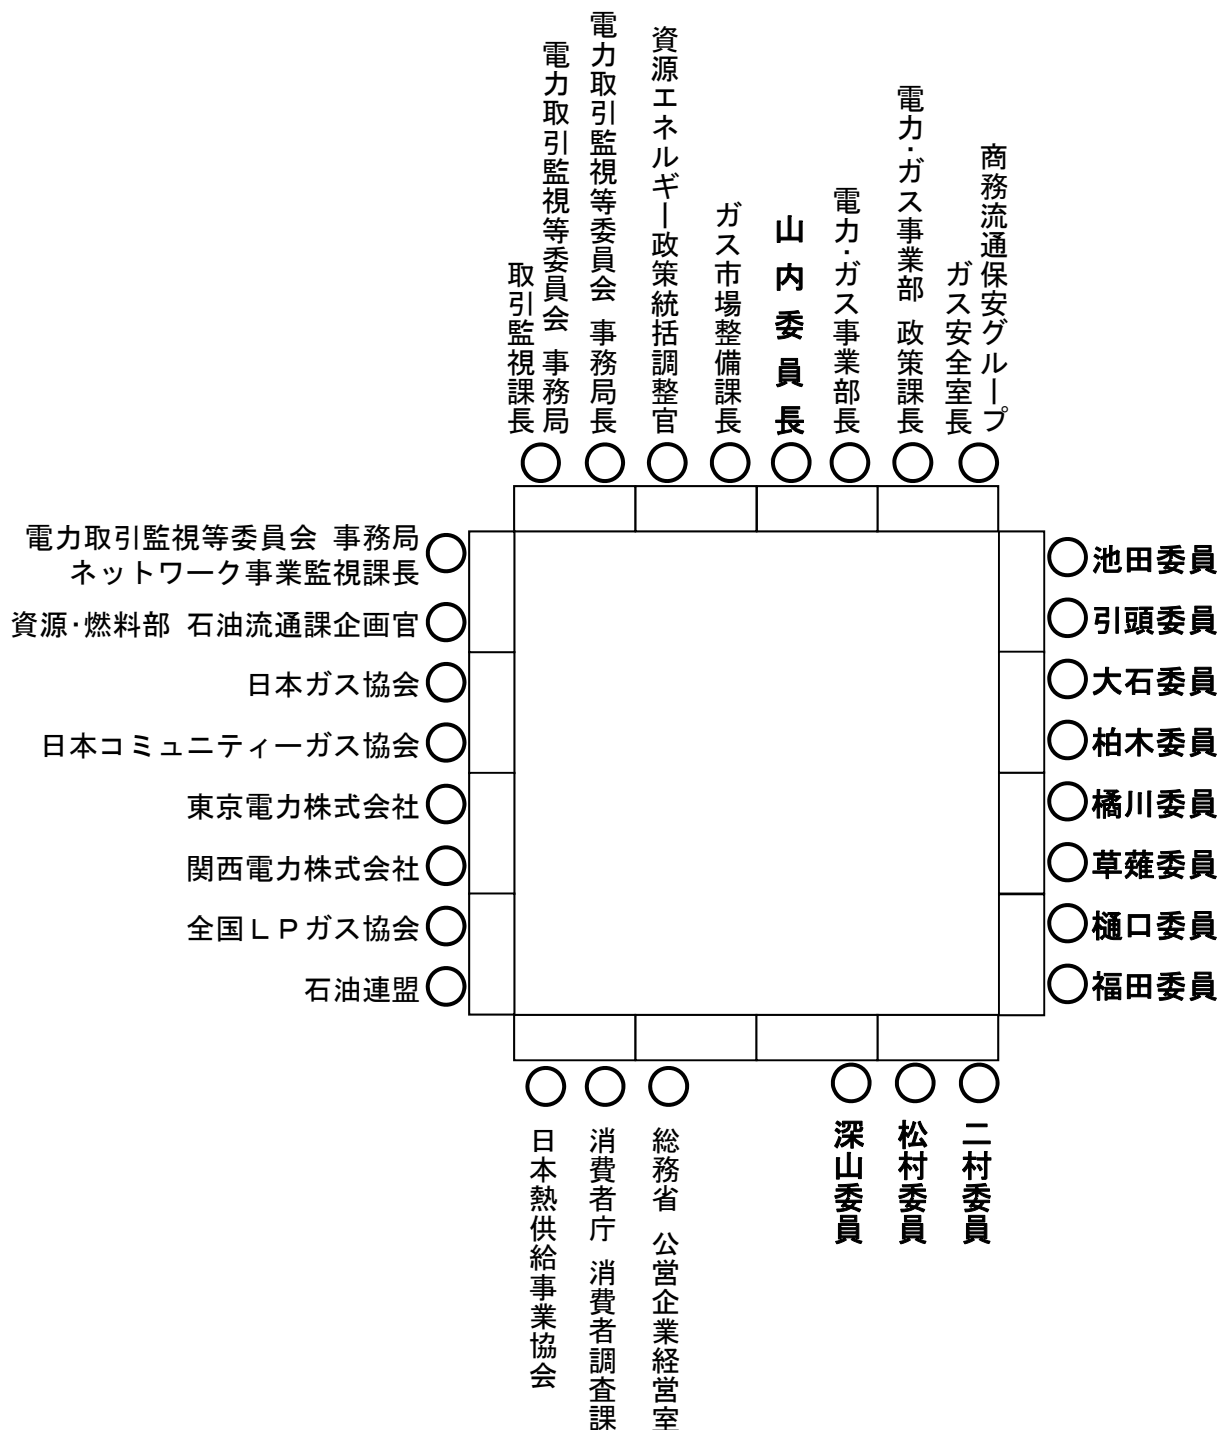 電力取引監視等委員会 事務局
取引監視課長
電力取引監視等委員会 事務局長
資源エネルギー政策統括調整官
ガス市場整備課長
山内委員長
電力・ガス事業部長
電力・ガス事業部 政策課長
商務流通保安グループ
ガス安全室長
電力取引監視等委員会 事務局
ネットワーク事業監視課長
資源・燃料部 石油流通課企画官
日本ガス協会
日本コミュニティーガス協会
東京電力株式会社
関西電力株式会社
全国LPガス協会
石油連盟
池田委員
引頭委員
大石委員
柏木委員
橘川委員
草薙委員
樋口委員
福田委員
日本熱供給事業協会
消費者庁 消費者調査課
総務省 公営企業経営室
深山委員
松村委員
二村委員